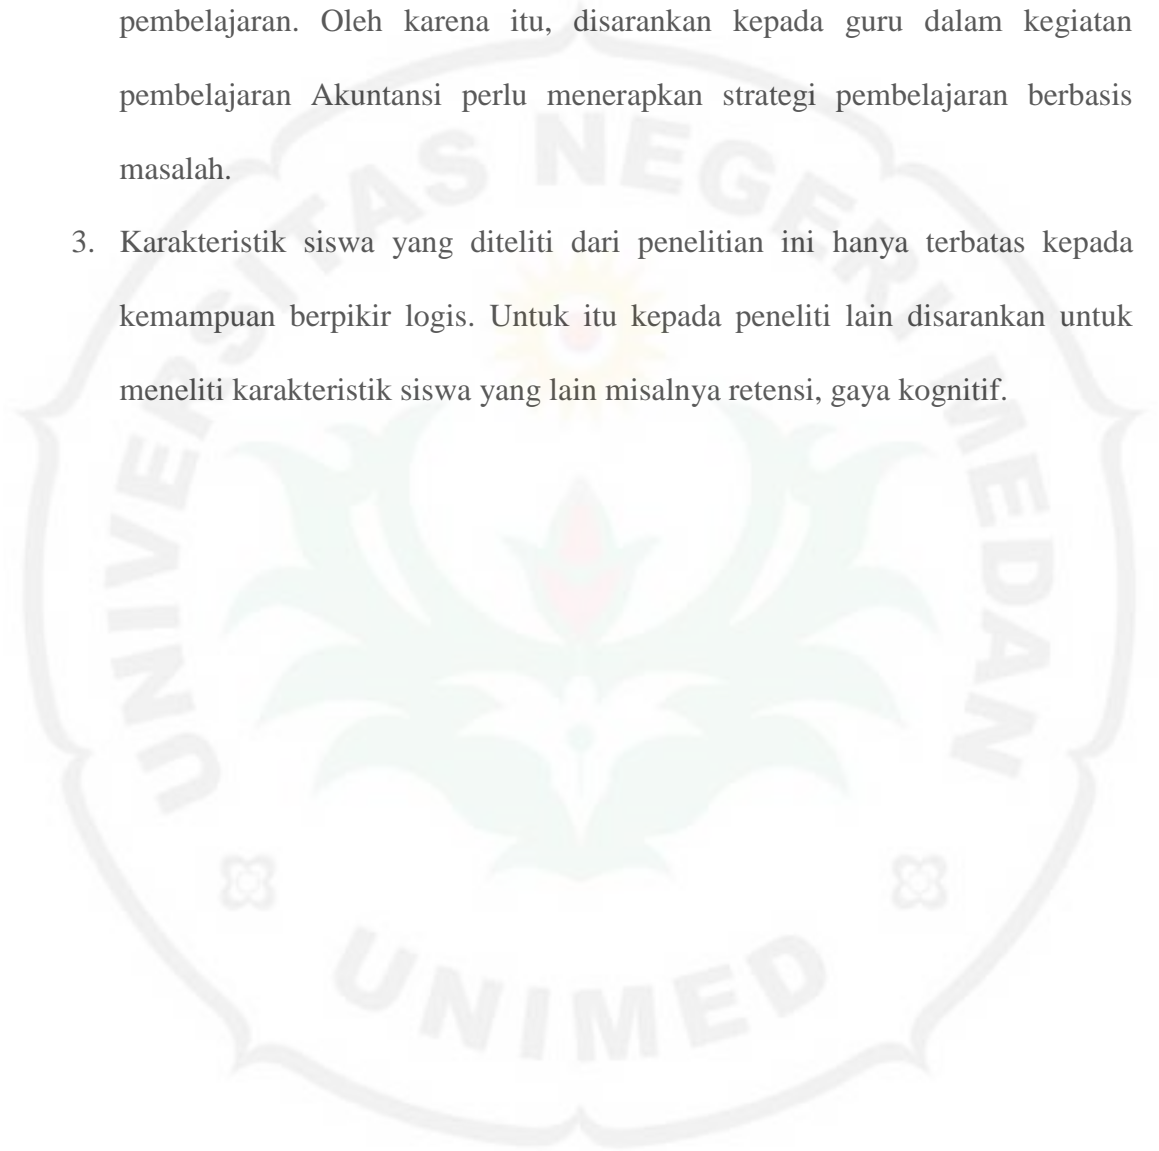 pembelajaran. Oleh karena itu, disarankan kepada guru dalam kegiatan
pembelajaran Akuntansi perlu menerapkan strategi pembelajaran berbasis
masalah.
3. Karakteristik siswa yang diteliti dari penelitian ini hanya terbatas kepada
kemampuan berpikir logis. Untuk itu kepada peneliti lain disarankan untuk
meneliti karakteristik siswa yang lain misalnya retensi, gaya kognitif.
UNIVERSITAS NEGERI MEDAN
UNIMED